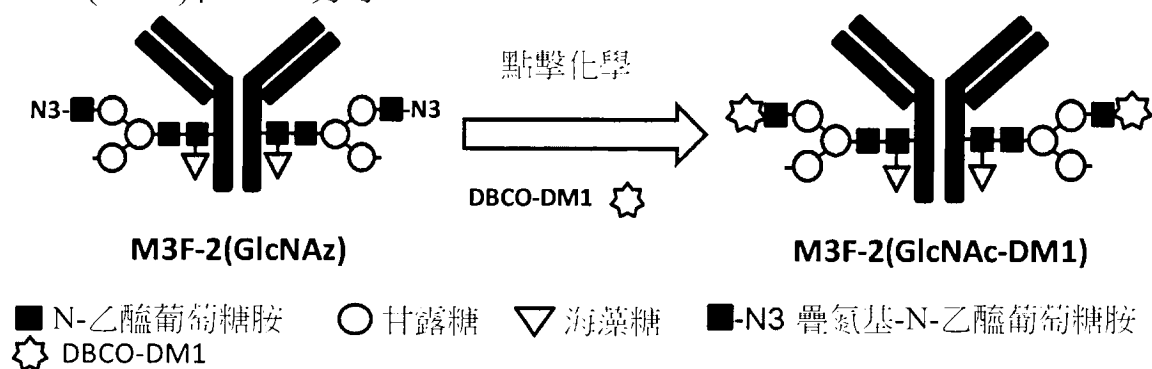 點擊化學
N3- -N3
DBCO-DM1
M3F-2(GlcNAz) M3F-2(GlcNAc-DM1)
N-乙醯葡萄糖胺 甘露糖 海藻糖 -N3 疊氮基-N-乙醯葡萄糖胺
DBCO-DM1